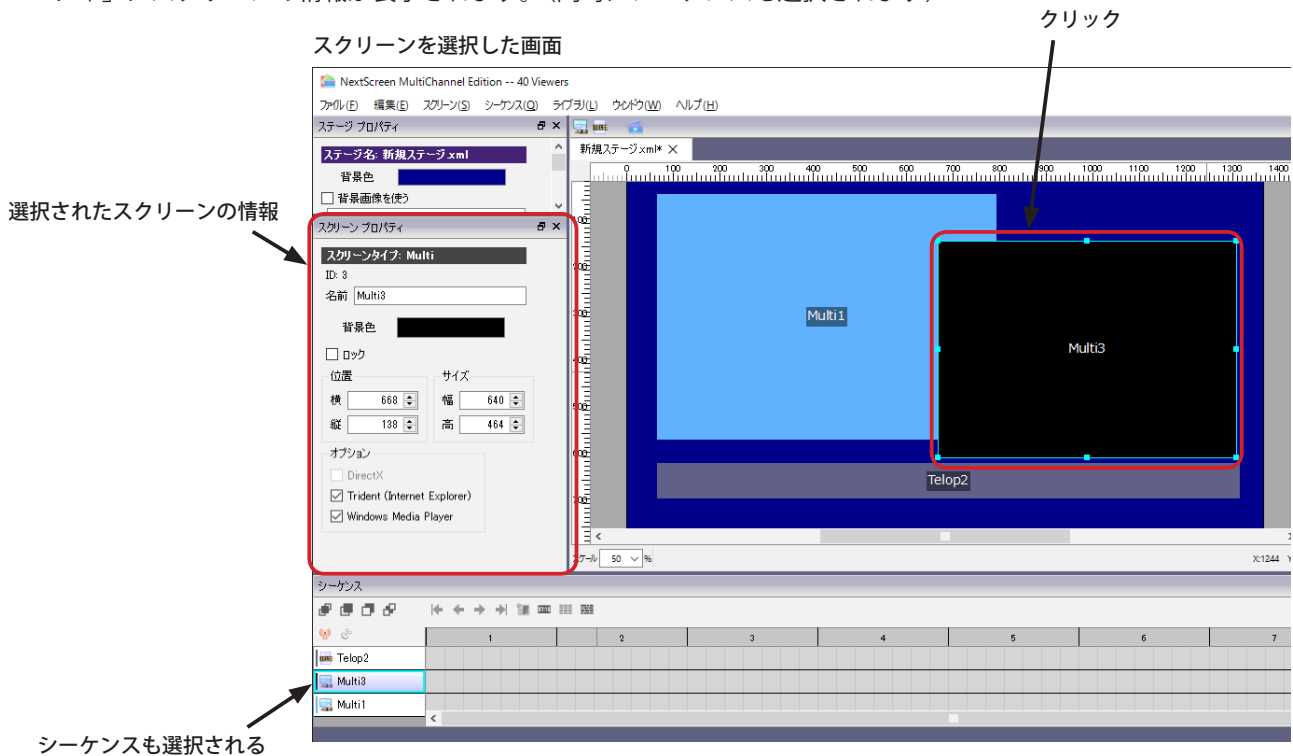 クリック
スクリーンを選択した画面
NextScreen MultiChannel Edition -- 40 Viewers
ファイル(F) 編集(E) スクリーン(S) シーケンス(Q) ライブラリ(L) ウィンドウ(W) ヘルプ(H)
ステージ プロパティ
ステージ名: 新規ステージ.xml
背景色
背景画像を使う
新規ステージ.xml*
0 100 200 300 400 500 600 700 800 900 1000 1100 1200 1300 1400
選択されたスクリーンの情報
スクリーン プロパティ
スクリーンタイプ: Multi
ID: 3
名前 Multi3
背景色
ロック
位置 サイズ
横 668 幅 640
縦 138 高 464
オプション
DirectX
Trident (Internet Explorer)
Windows Media Player
Multi1
Multi3
Telop2
100
200
300
400
500
600
700
スケール 50 %
X:1244
シーケンス
1 2 3 4 5 6 7
Telop2
Multi3
Multi1
シーケンスも選択される